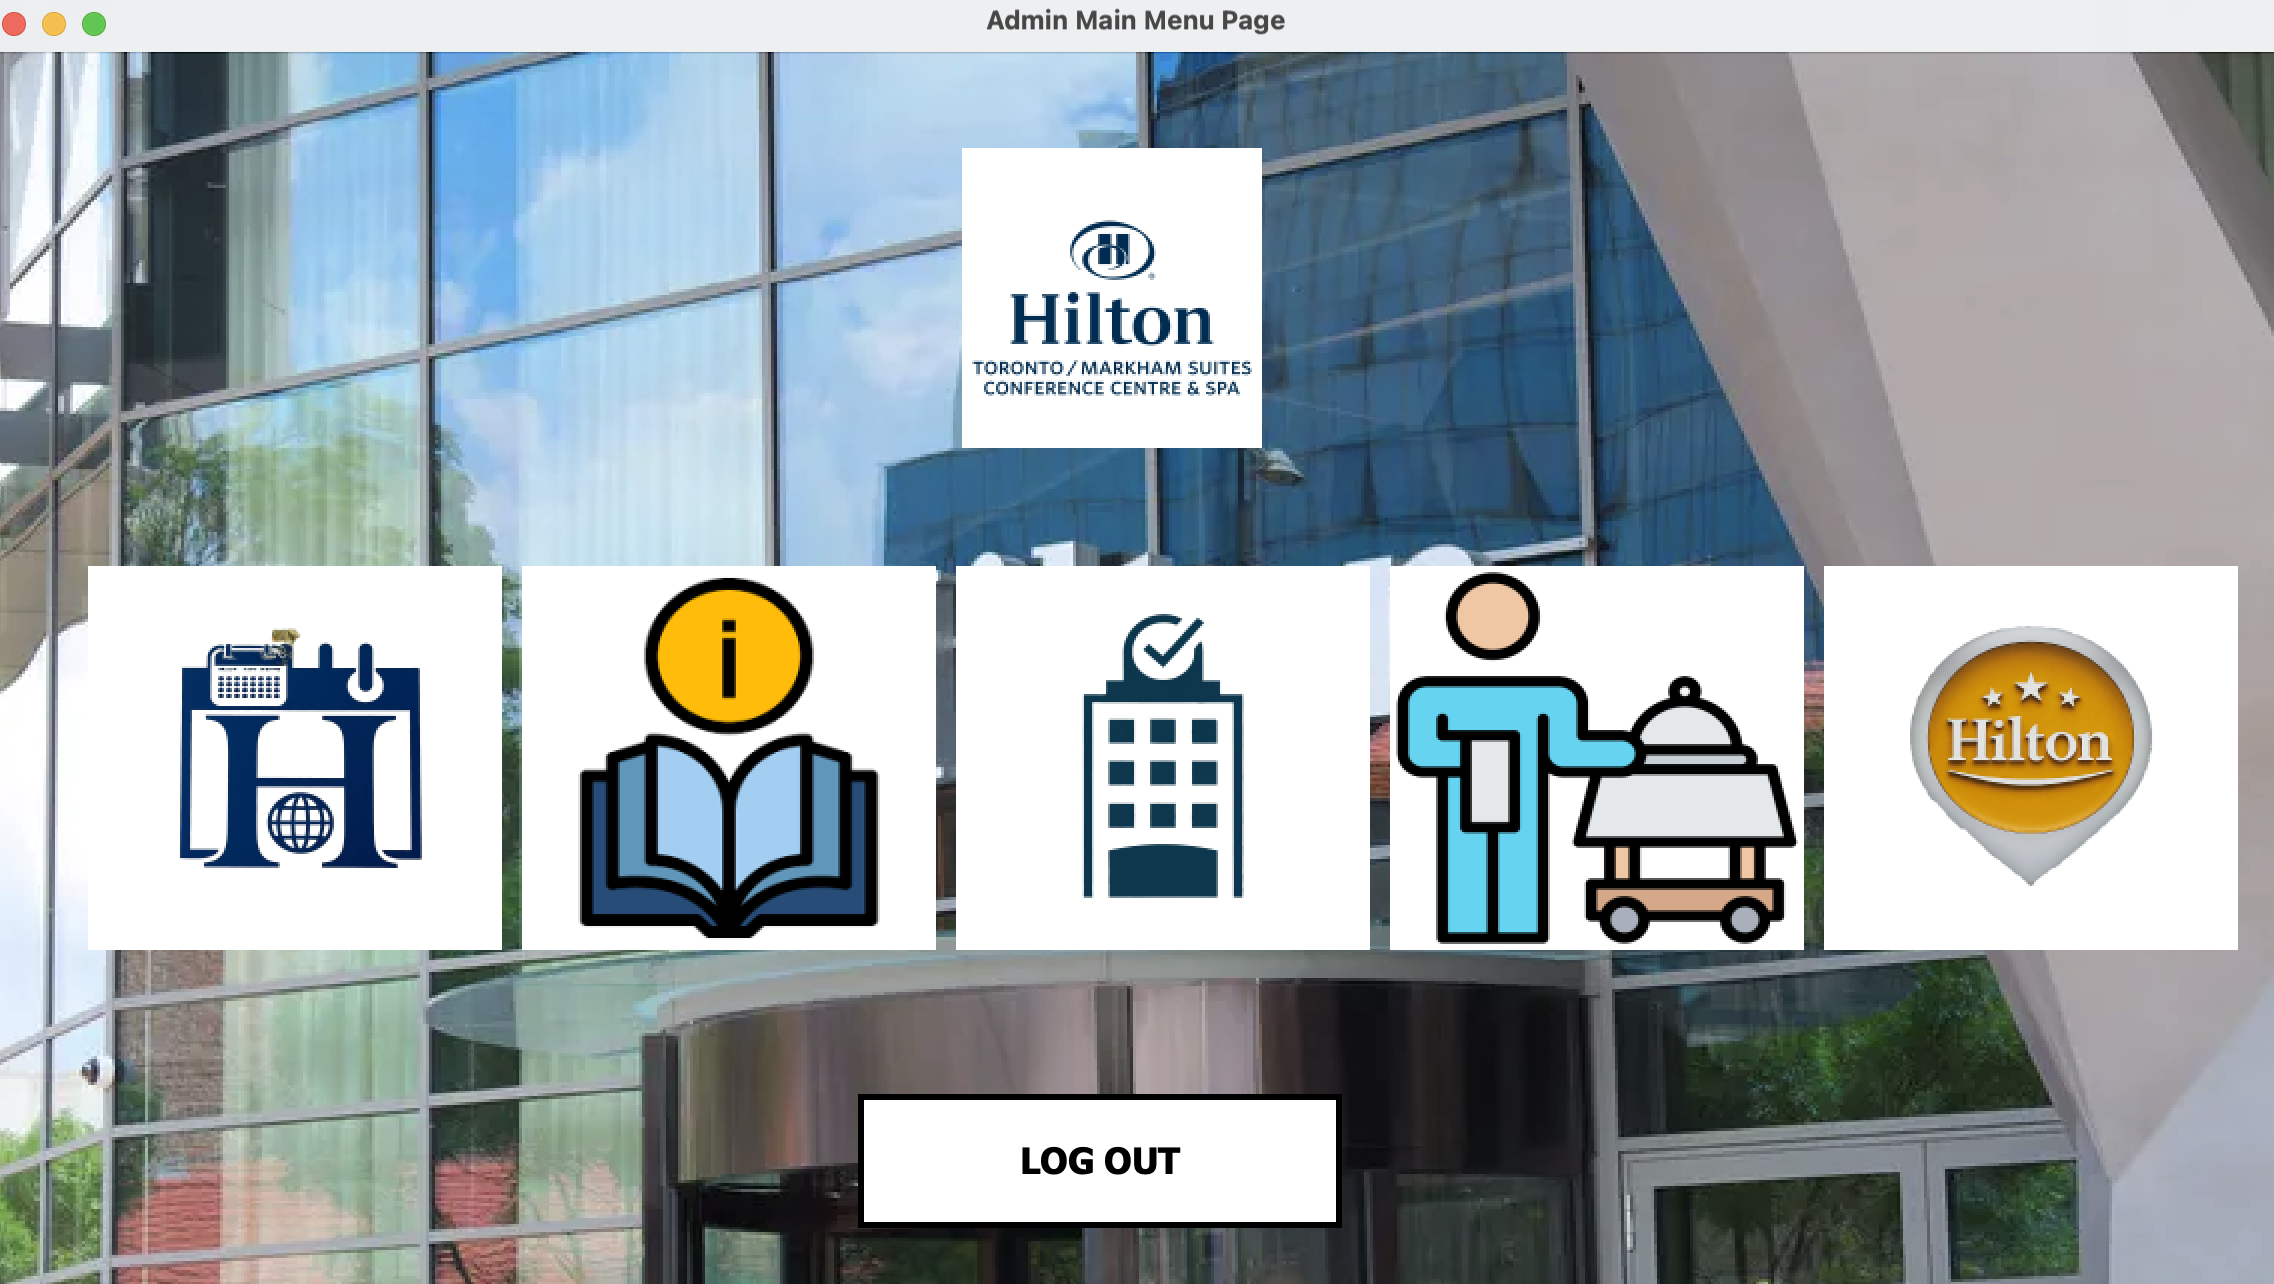 Admin Main Menu Page
Hilton
TORONTO / MARKHAM SUITES
CONFERENCE CENTRE & SPA
H
i
Hilton
LOG OUT